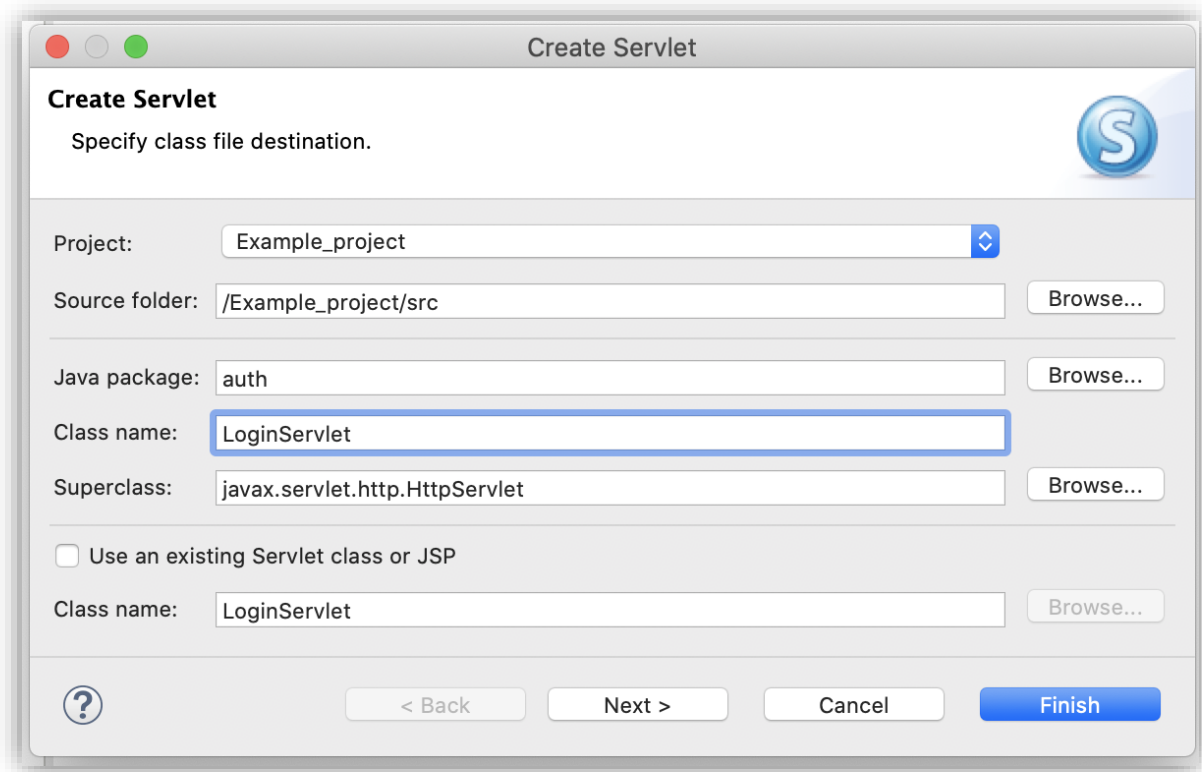 Create Servlet
Create Servlet
Specify class file destination.
S
Project: Example_project
Source folder: /Example_project/src Browse...
Java package: auth Browse...
Class name: LoginServlet
Superclass: javax.servlet.http.HttpServlet Browse...
Use an existing Servlet class or JSP
Class name: LoginServlet Browse...
? < Back Next > Cancel Finish